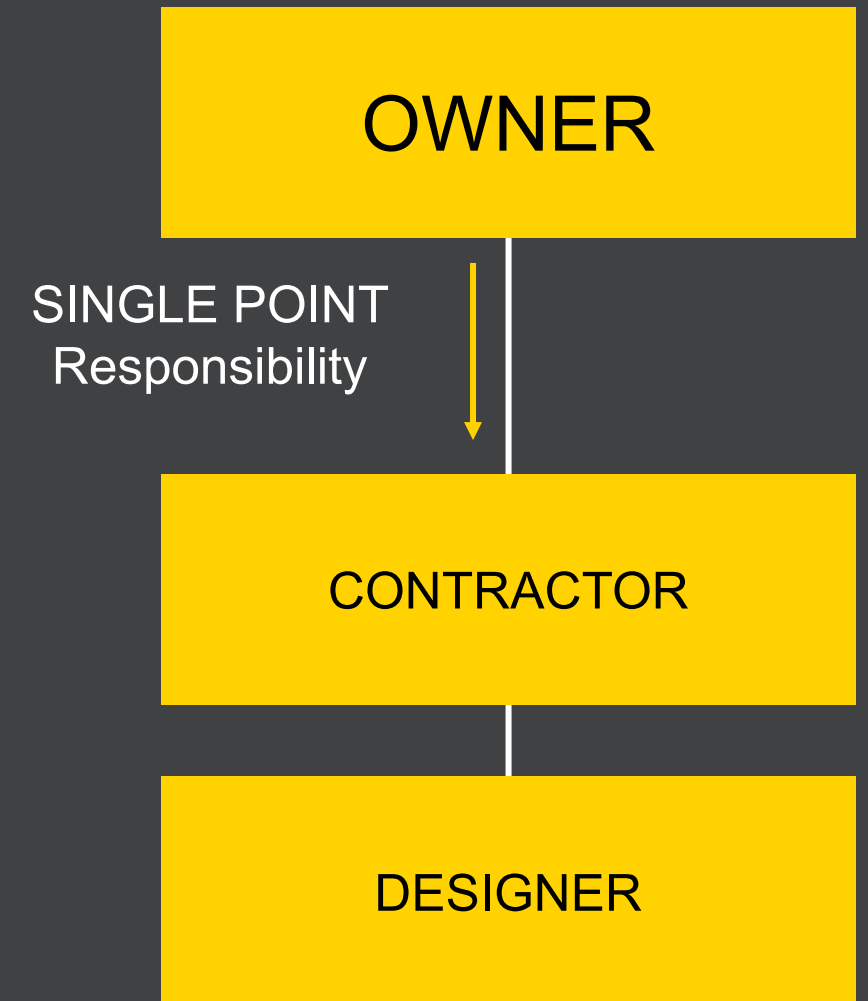 OWNER
SINGLE POINT
Responsibility
CONTRACTOR
DESIGNER